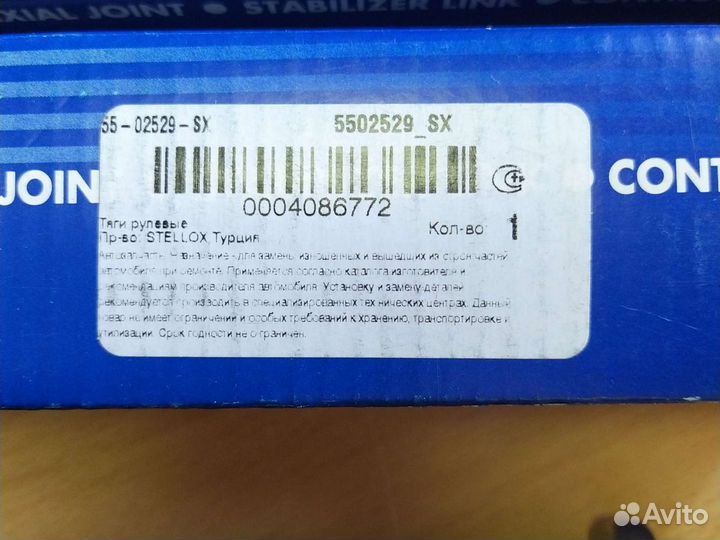 AXIAL JOINT • STABILIZER LINK •
55-02529-SX 5502529_SX
JOINT CONT
0004086772
Тяги рулевые Кол-во: 1
Пр-во: STELLOX, Турция
Автозапчасти. Назначение - для замены изношенных и вышедших из строя частей
автомобиля при ремонте. Применяется согласно каталога изготовителя и
рекомендациям производителя автомобиля. Установку и замену деталей
рекомендуется производить в специализированных технических центрах. Данный
товар не имеет ограничений и особых требований к хранению, транспортировке и
утилизации. Срок годности не ограничен.
Avito